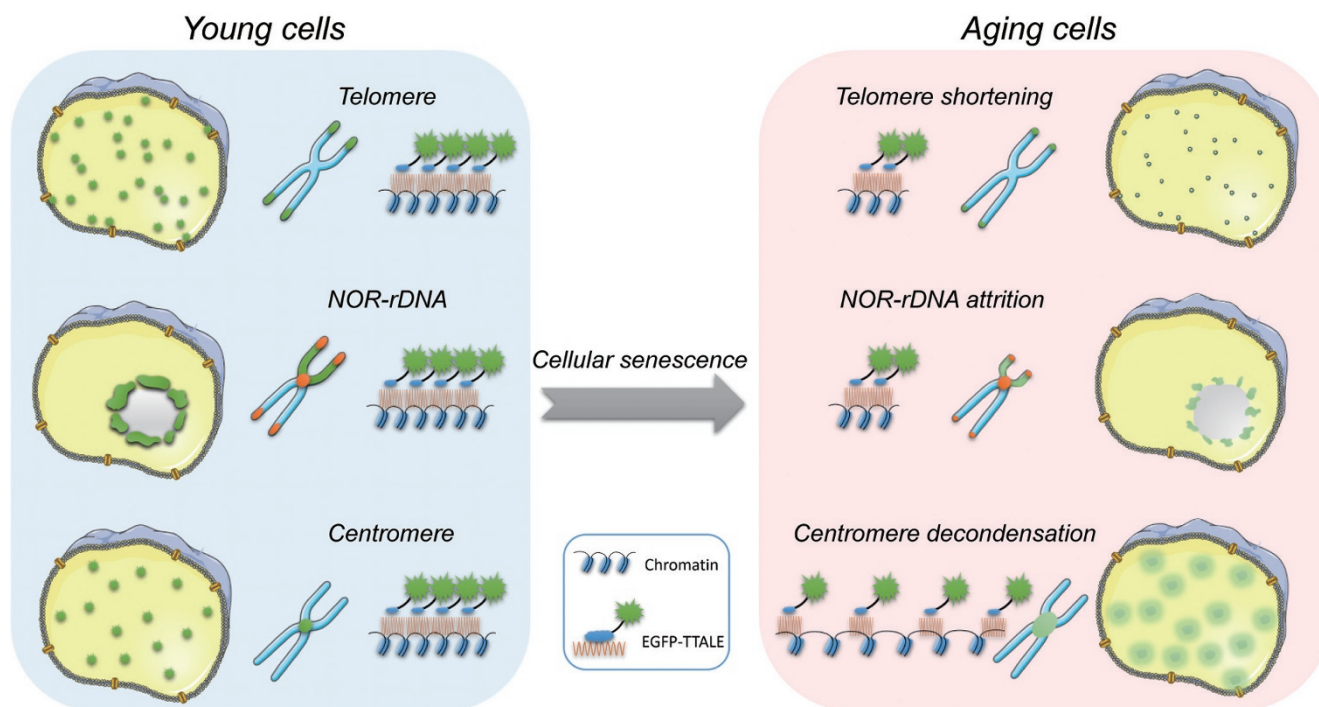 Young cells
Aging cells
Telomere
Telomere shortening
NOR-rDNA
NOR-rDNA attrition
Cellular senescence
Centromere
Centromere decondensation
Chromatin
EGFP-TTALE